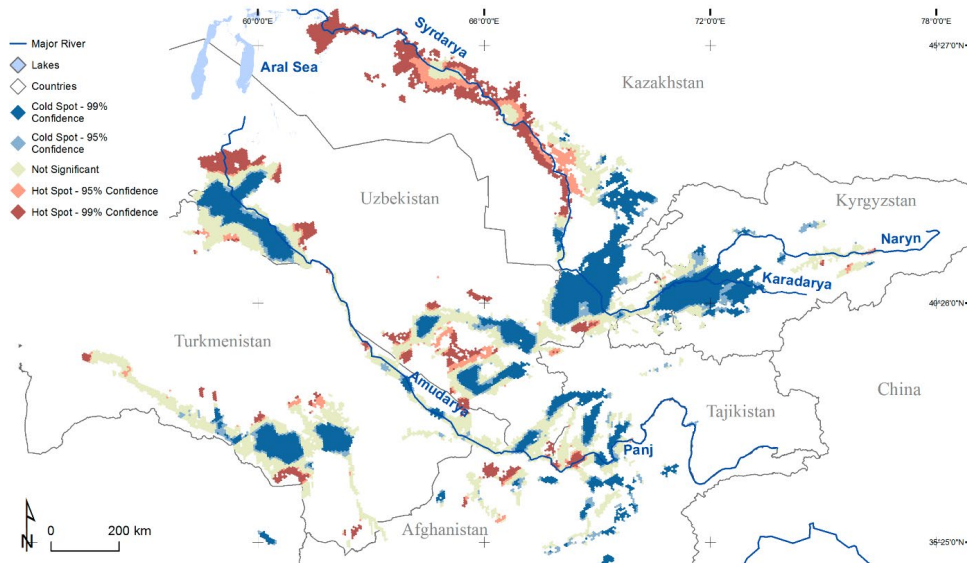 60°0'0"E
66°0'0"E
72°0'0"E
78°0'0"E
Major River
Lakes
Countries
Cold Spot - 99%
Confidence
Cold Spot - 95%
Confidence
Not Significant
Hot Spot - 95% Confidence
Hot Spot - 99% Confidence
Aral Sea
Syrdarya
45°27'0"N
Kazakhstan
Uzbekistan
Kyrgyzstan
Naryn
Karadarya
40°26'0"N
Turkmenistan
Amudarya
China
Tajikistan
Panj
Afghanistan
N
0
200 km
35°25'0"N